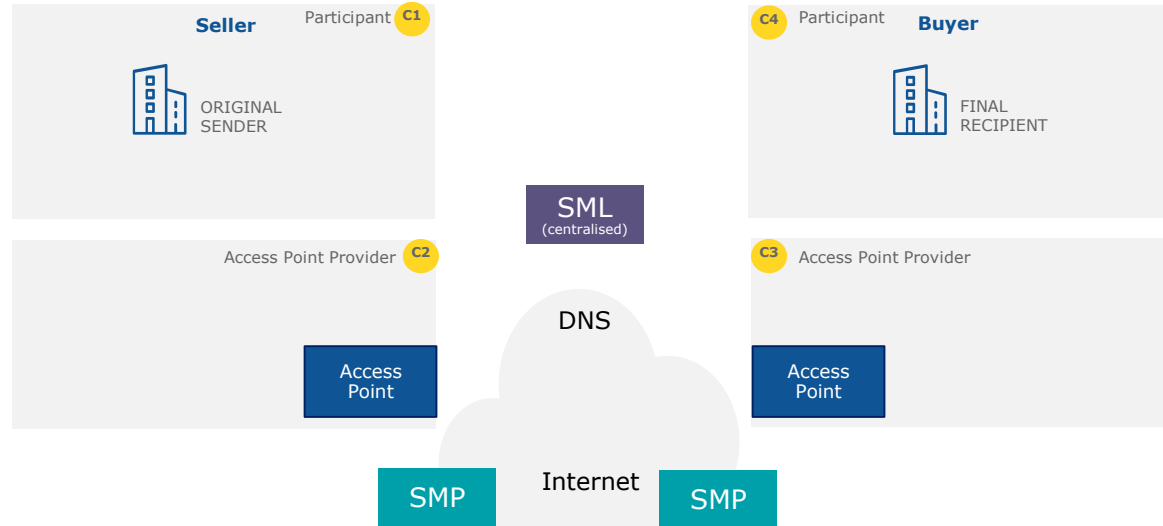 Seller
Participant C1
ORIGINAL
SENDER
C4 Participant
Buyer
FINAL
RECIPIENT
SML
(centralised)
Access Point Provider C2
Access
Point
C3 Access Point Provider
Access
Point
DNS
Internet
SMP
SMP